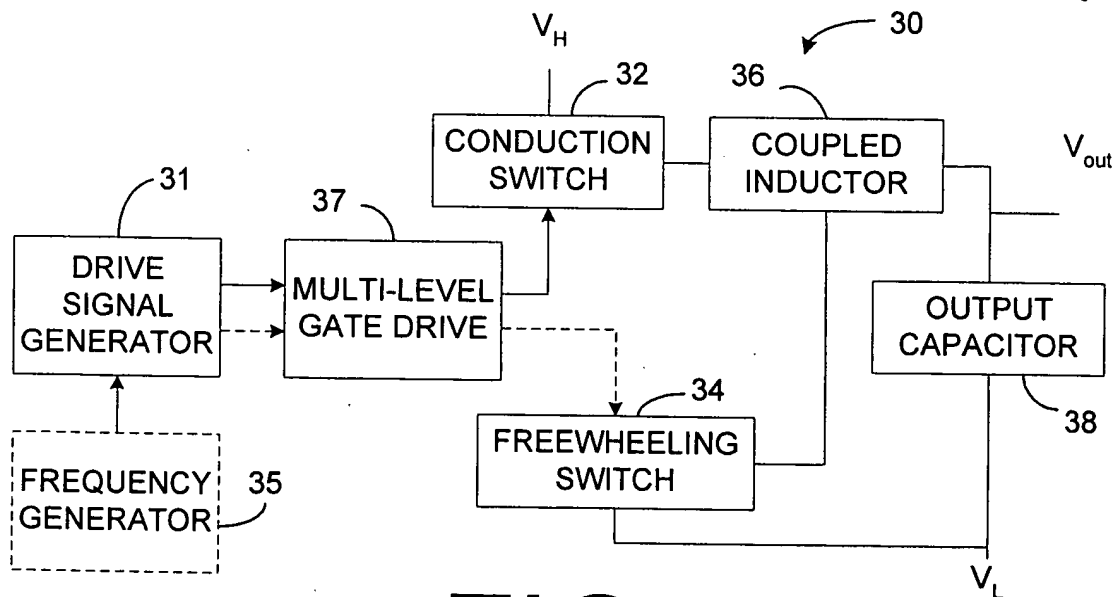 30
V_H
32
36
CONDUCTION
SWITCH
COUPLED
INDUCTOR
V_out
31
37
DRIVE
SIGNAL
GENERATOR
MULTI-LEVEL
GATE DRIVE
OUTPUT
CAPACITOR
34
38
FREEWHEELING
SWITCH
FREQUENCY
GENERATOR
35
V_L